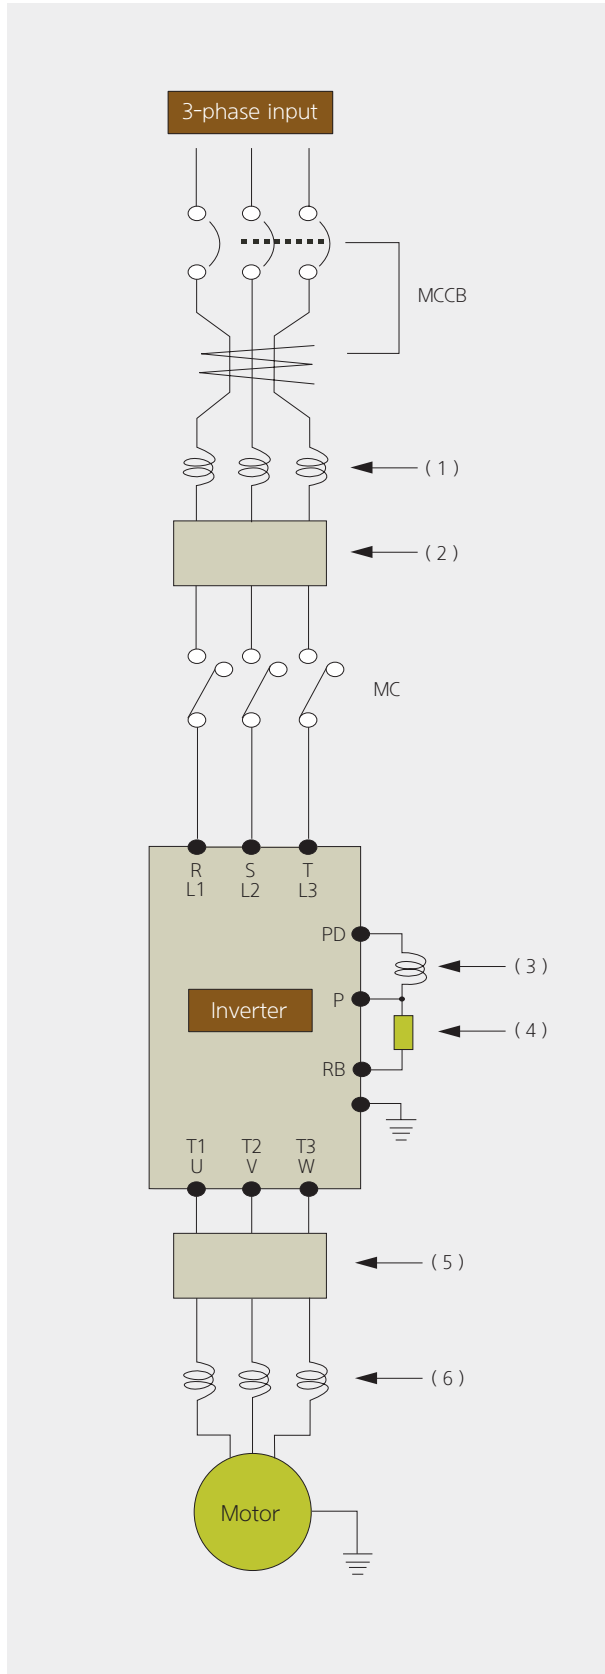 3-phase input
MCCB
( 1 )
( 2 )
MC
R S T
L1 L2 L3
PD
( 3 )
P
Inverter
( 4 )
RB
T1 T2 T3
U V W
( 5 )
( 6 )
Motor